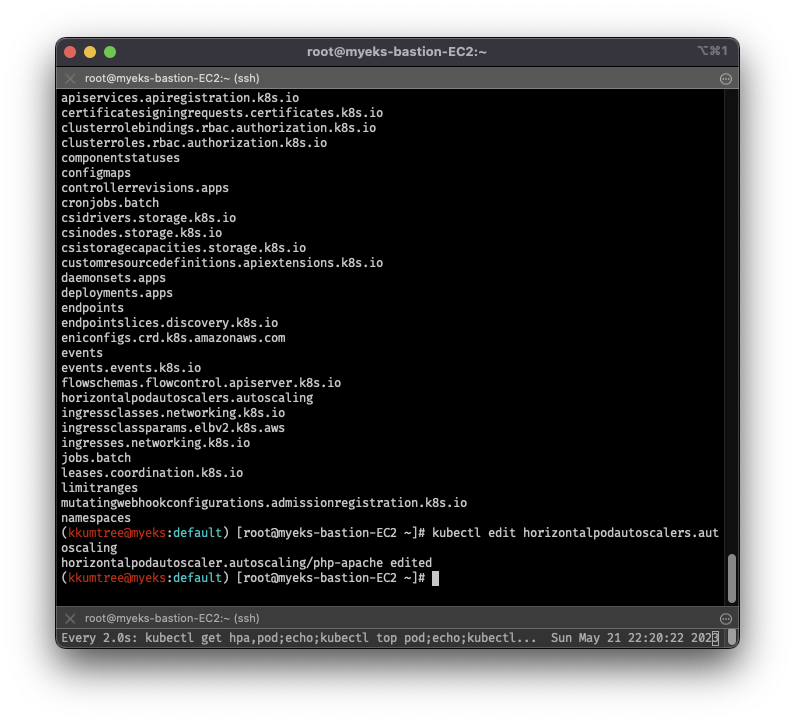 root@myeks-bastion-EC2:~
⌥⌘1
root@myeks-bastion-EC2:~ (ssh)
apiservices.apiregistration.k8s.io
certificatesigningrequests.certificates.k8s.io
clusterrolebindings.rbac.authorization.k8s.io
clusterroles.rbac.authorization.k8s.io
componentstatuses
configmaps
controllerrevisions.apps
cronjobs.batch
csidrivers.storage.k8s.io
csinodes.storage.k8s.io
csistoragecapacities.storage.k8s.io
customresourcedefinitions.apiextensions.k8s.io
daemonsets.apps
deployments.apps
endpoints
endpointslices.discovery.k8s.io
eniconfigs.crd.k8s.amazonaws.com
events
events.events.k8s.io
flowschemas.flowcontrol.apiserver.k8s.io
horizontalpodautoscalers.autoscaling
ingressclasses.networking.k8s.io
ingressclassparams.elbv2.k8s.aws
ingresses.networking.k8s.io
jobs.batch
leases.coordination.k8s.io
limitranges
mutatingwebhookconfigurations.admissionregistration.k8s.io
namespaces
(kkumtree@myeks:default) [root@myeks-bastion-EC2 ~]# kubectl edit horizontalpodautoscalers.aut
oscaling
horizontalpodautoscaler.autoscaling/php-apache edited
(kkumtree@myeks:default) [root@myeks-bastion-EC2 ~]#
root@myeks-bastion-EC2:~ (ssh)
Every 2.0s: kubectl get hpa,pod;echo;kubectl top pod;echo;kubectl... Sun May 21 22:20:22 2023